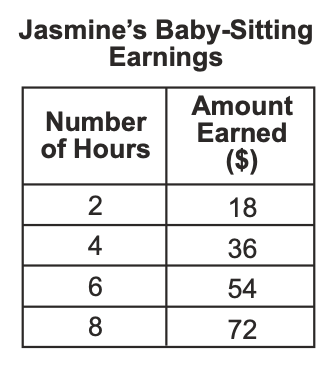 Jasmine's Baby-Sitting
Earnings
Number
of Hours
Amount
Earned
($)
2 18
4 36
6 54
8 72